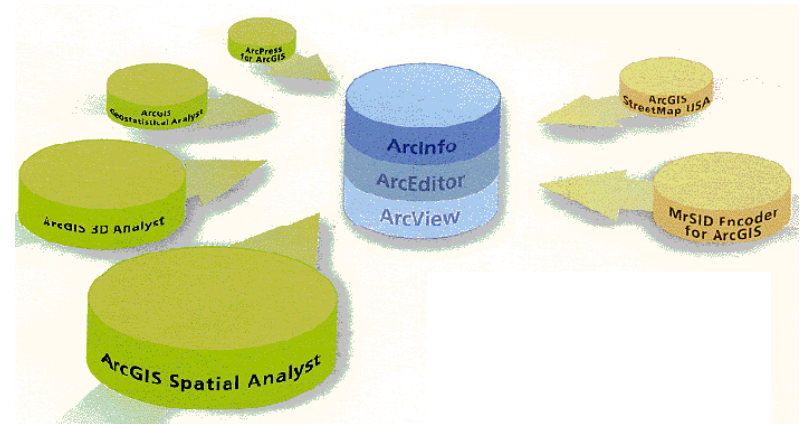 ArcPress
for ArcGIS
ArcGIS
Geostatistical Analyst
ArcGIS 3D Analyst
ArcGIS Spatial Analyst
ArcInfo
ArcEditor
ArcView
ArcGIS
StreetMap USA
MrSID Encoder
for ArcGIS